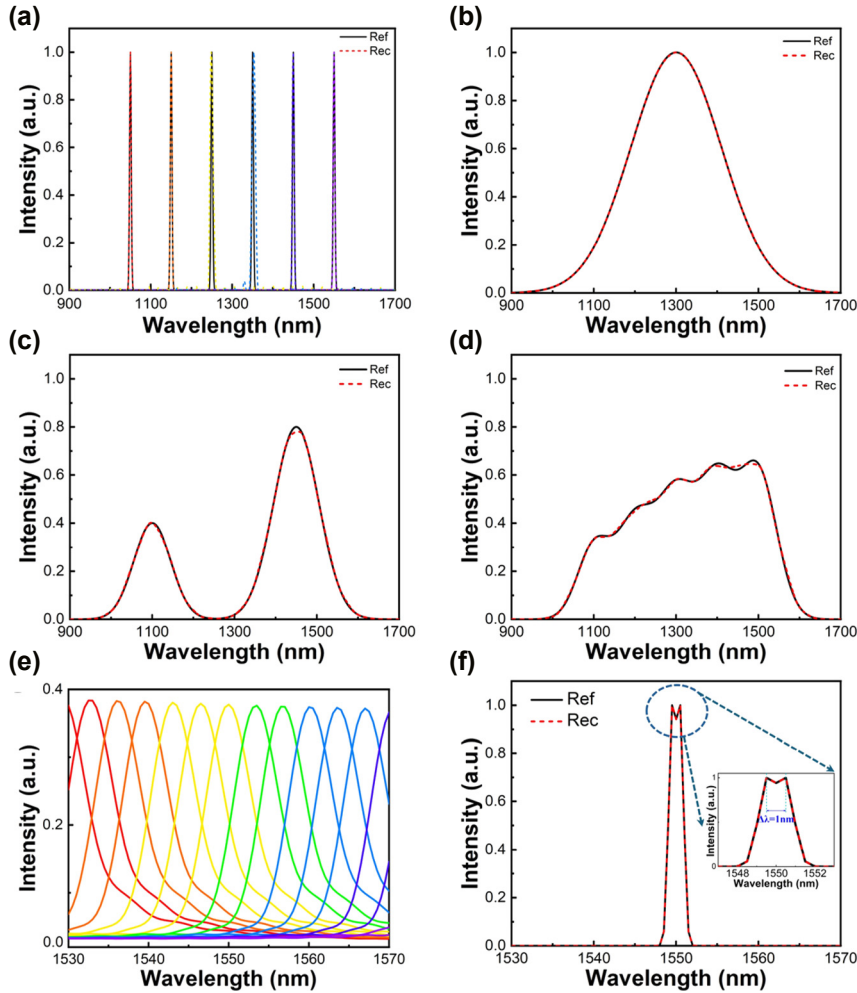 (a)
Ref
Rec
Intensity (a.u.)
1.0
0.8
0.6
0.4
0.2
0.0
900 1100 1300 1500 1700
Wavelength (nm)
(b)
Ref
Rec
Intensity (a.u.)
1.0
0.8
0.6
0.4
0.2
0.0
900 1100 1300 1500 1700
Wavelength (nm)
(c)
Ref
Rec
Intensity (a.u.)
1.0
0.8
0.6
0.4
0.2
0.0
900 1100 1300 1500 1700
Wavelength (nm)
(d)
Ref
Rec
Intensity (a.u.)
1.0
0.8
0.6
0.4
0.2
0.0
900 1100 1300 1500 1700
Wavelength (nm)
(e)
Intensity (a.u.)
0.4
0.2
0.0
1530 1540 1550 1560 1570
Wavelength (nm)
(f)
Ref
Rec
Intensity (a.u.)
1.0
0.8
0.6
0.4
0.2
0.0
1530 1540 1550 1560 1570
Wavelength (nm)
Intensity (a.u.)
1
0
Δλ=1nm
1548 1550 1552
Wavelength (nm)